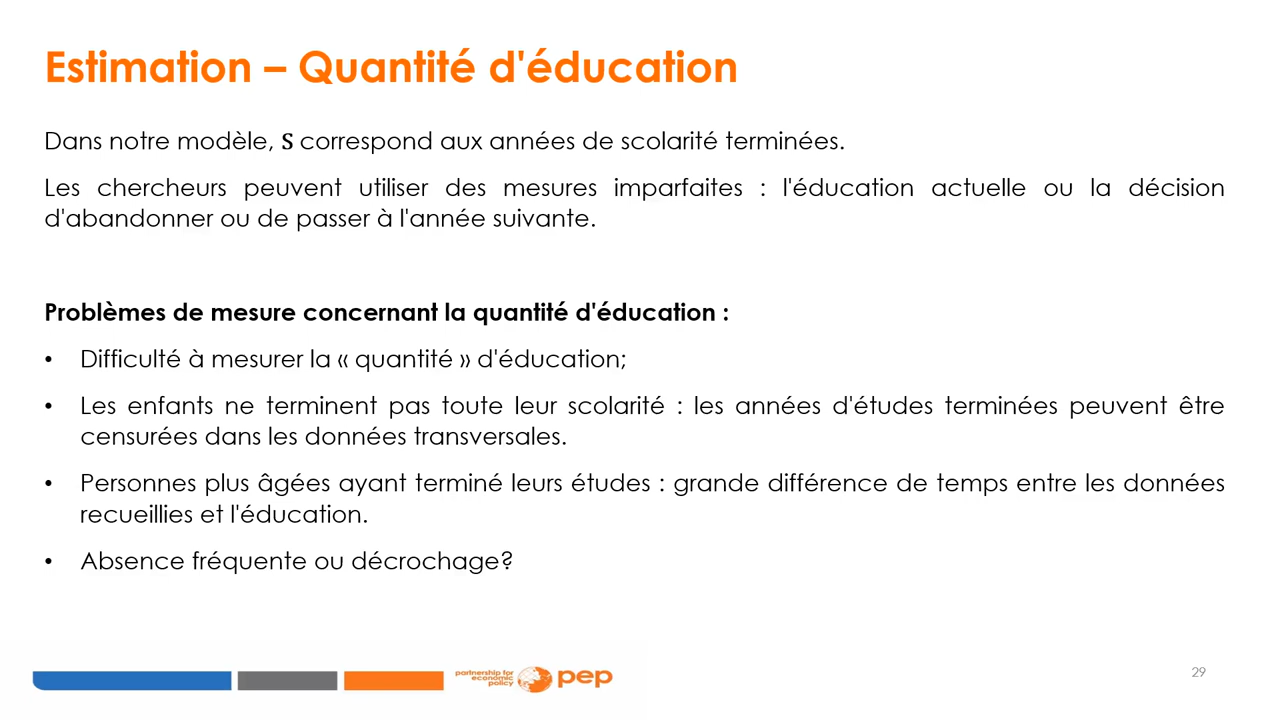 Estimation – Quantité d'éducation
Dans notre modèle, S correspond aux années de scolarité terminées.
Les chercheurs peuvent utiliser des mesures imparfaites : l'éducation actuelle ou la décision
d'abandonner ou de passer à l'année suivante.
Problèmes de mesure concernant la quantité d'éducation :
• Difficulté à mesurer la « quantité » d'éducation;
• Les enfants ne terminent pas toute leur scolarité : les années d'études terminées peuvent être
censurées dans les données transversales.
• Personnes plus âgées ayant terminé leurs études : grande différence de temps entre les données
recueillies et l'éducation.
• Absence fréquente ou décrochage?
partnership for
economic
policy
pep
29